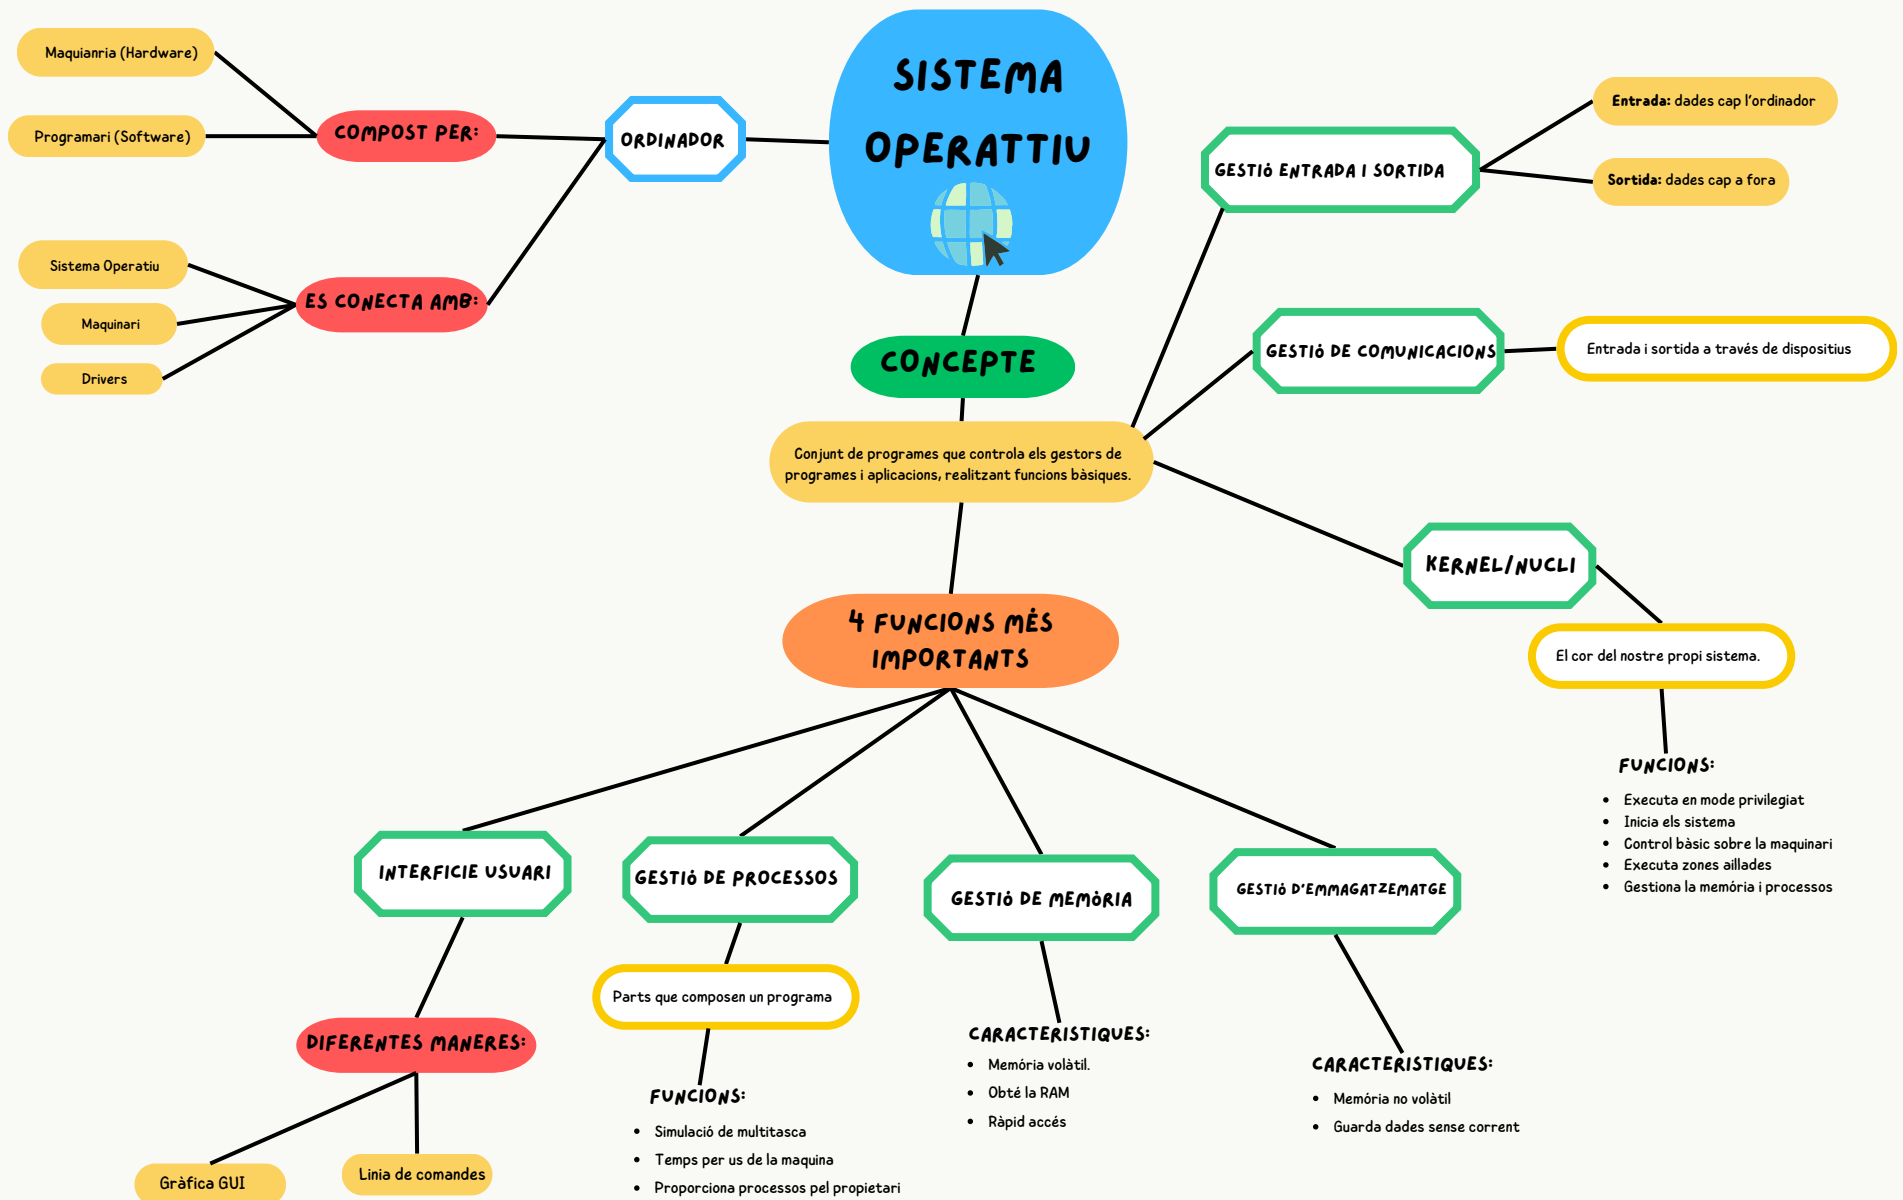 SISTEMA
OPERATTIU
ORDINADOR
COMPOST PER:
Maquianria (Hardware)
Programari (Software)
ES CONECTA AMB:
Sistema Operatiu
Maquinari
Drivers
CONCEPTE
Conjunt de programes que controla els gestors de
programes i aplicacions, realitzant funcions bàsiques.
GESTIÓ ENTRADA I SORTIDA
Entrada: dades cap l'ordinador
Sortida: dades cap a fora
GESTIÓ DE COMUNICACIONS
Entrada i sortida a través de dispositius
KERNEL/NUCLI
El cor del nostre propi sistema.
FUNCIONS:
• Executa en mode privilegiat
• Inicia els sistema
• Control bàsic sobre la maquinari
• Executa zones aillades
• Gestiona la memória i processos
4 FUNCIONS MÉS
IMPORTANTS
INTERFICIE USUARI
DIFERENTES MANERES:
Gràfica GUI
Linia de comandes
GESTIÓ DE PROCESSOS
Parts que composen un programa
FUNCIONS:
• Simulació de multitasca
• Temps per us de la maquina
• Proporciona processos pel propietari
GESTIÓ DE MEMÒRIA
CARACTERISTIQUES:
• Memória volàtil.
• Obté la RAM
• Ràpid accés
GESTIÓ D'EMMAGATZEMATGE
CARACTERISTIQUES:
• Memória no volàtil
• Guarda dades sense corrent